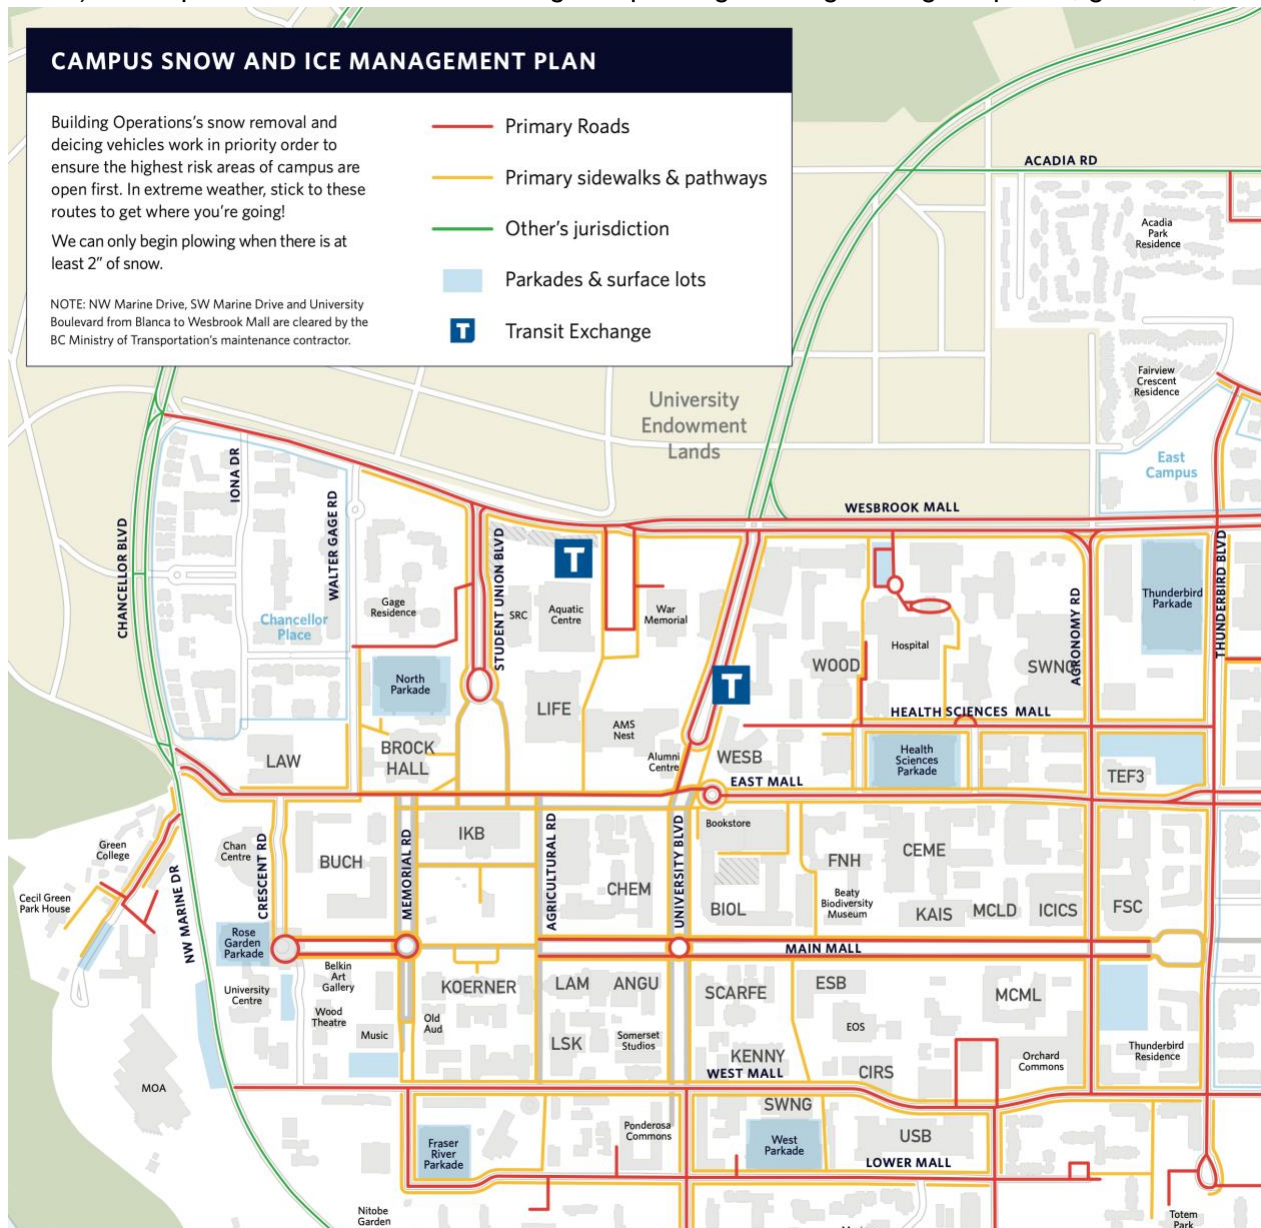 CAMPUS SNOW AND ICE MANAGEMENT PLAN
Building Operations's snow removal and
deicing vehicles work in priority order to
ensure the highest risk areas of campus are
open first. In extreme weather, stick to these
routes to get where you're going!
We can only begin plowing when there is at
least 2" of snow.
NOTE: NW Marine Drive, SW Marine Drive and University
Boulevard from Blanca to Wesbrook Mall are cleared by the
BC Ministry of Transportation's maintenance contractor.
Primary Roads
Primary sidewalks & pathways
Other's jurisdiction
Parkades & surface lots
T
Transit Exchange
ACADIA RD
Acadia
Park
Residence
Fairview
Crescent
Residence
University
Endowment
Lands
East
Campus
WESBROOK MALL
CHANCELLOR BLVD
IONA DR
WALTER GAGE RD
STUDENT UNION BLVD
AGRONOMY RD
THUNDERBIRD BLVD
T
Gage
Residence
Chancellor
Place
SRC
Aquatic
Centre
War
Memorial
Hospital
Thunderbird
Parkade
WOOD
SWNG
T
North
Parkade
LIFE
AMS
Nest
HEALTH SCIENCES MALL
LAW
BROCK
HALL
Alumni
Centre
WESB
Health
Sciences
Parkade
TEF3
EAST MALL
Green
College
Chan
Centre
CRESCENT RD
BUCH
MEMORIAL RD
IKB
AGRICULTURAL RD
CHEM
UNIVERSITY BLVD
Bookstore
BIOL
FNH
Beaty
Biodiversity
Museum
CEME
KAIS
MCLD
ICICS
FSC
Cecil Green
Park House
NW MARINE DR
Rose
Garden
Parkade
MAIN MALL
University
Centre
Belkin
Art
Gallery
Wood
Theatre
Music
Old
Aud
KOERNER
LAM
ANGU
LSK
Somerset
Studios
SCARFE
KENNY
ESB
EOS
CIRS
MCML
Orchard
Commons
Thunderbird
Residence
MOA
WEST MALL
SWNG
Fraser
River
Parkade
Ponderosa
Commons
West
Parkade
USB
LOWER MALL
Nitobe
Garden
Totem
Park